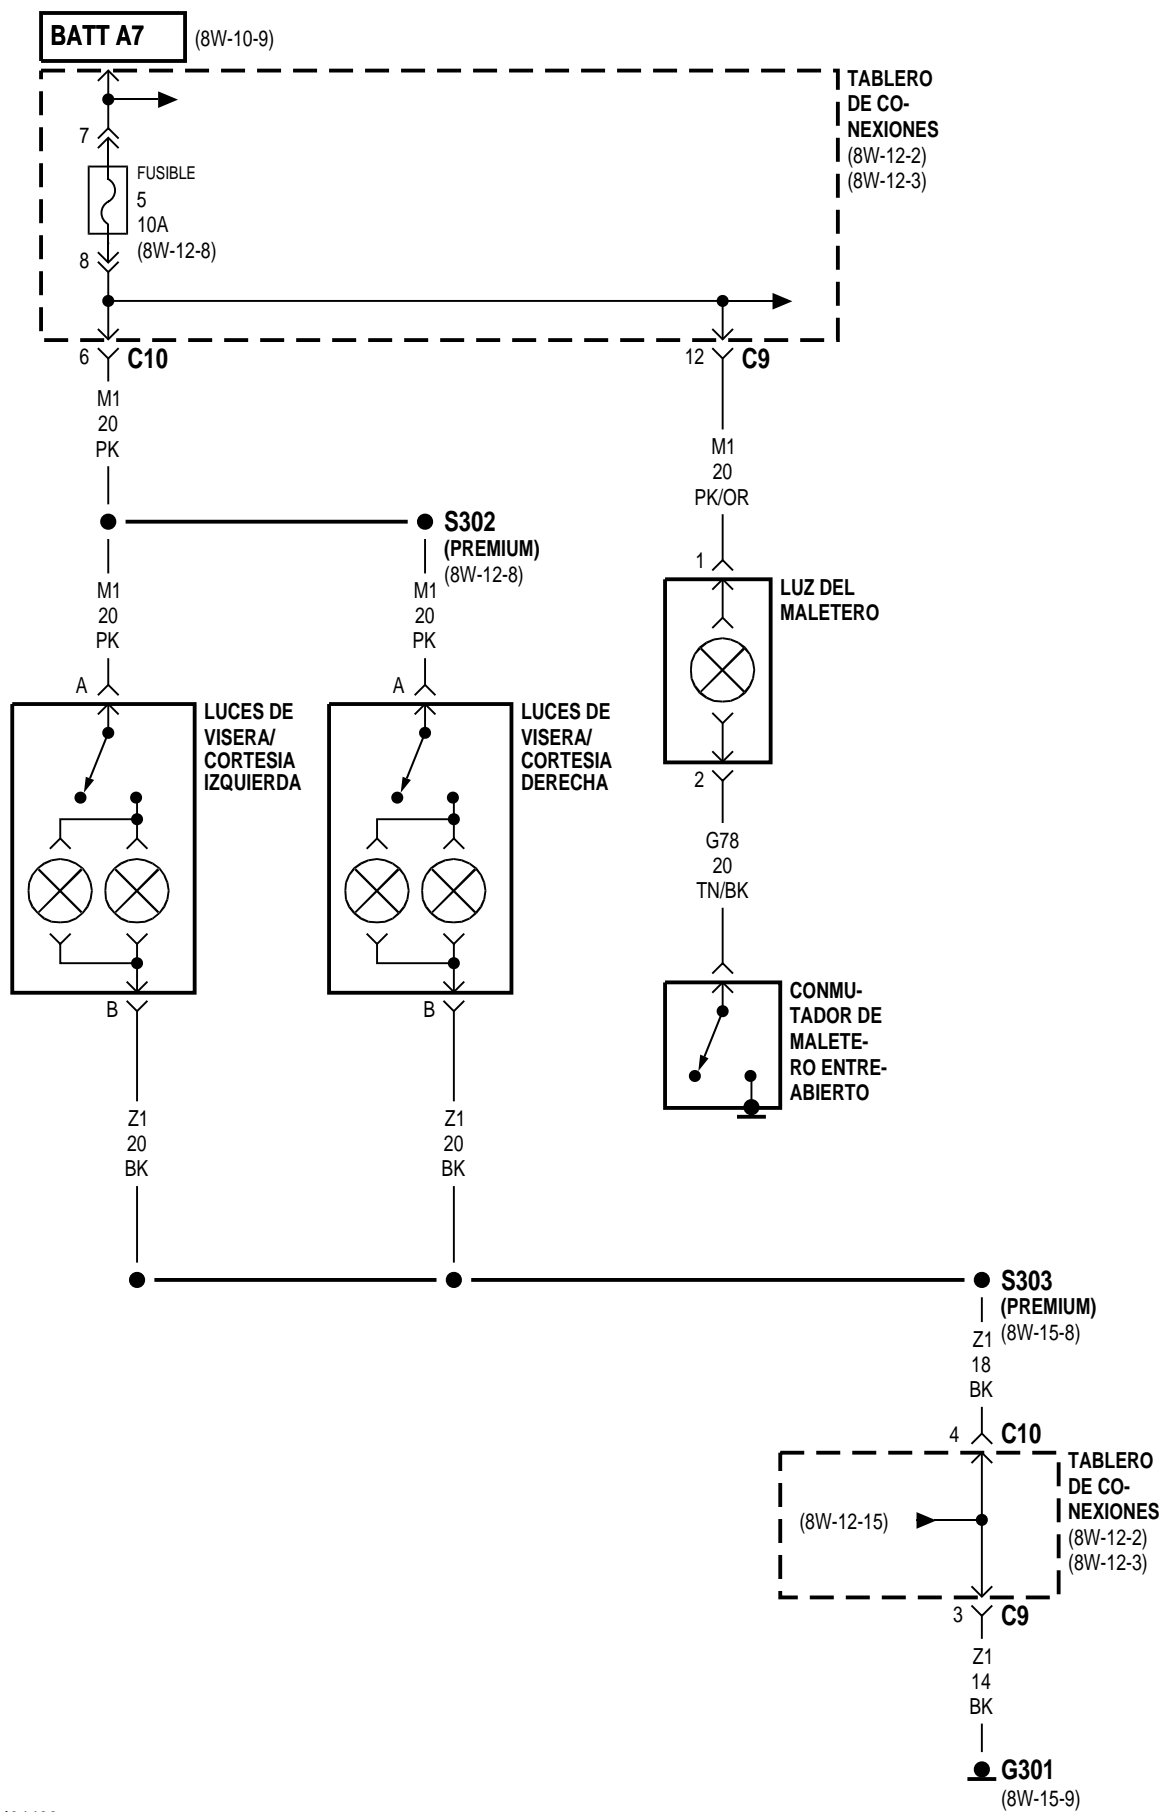 BATT A7 (8W-10-9)
TABLERO
DE CO-
NEXIONES
(8W-12-2)
(8W-12-3)
7
FUSIBLE
5
10A
(8W-12-8)
8
6 C10
12 C9
M1
20
PK
M1
20
PK/OR
S302
(PREMIUM)
(8W-12-8)
M1
20
PK
M1
20
PK
1
LUZ DEL
MALETERO
A
LUCES DE
VISERA/
CORTESIA
IZQUIERDA
A
LUCES DE
VISERA/
CORTESIA
DERECHA
2
G78
20
TN/BK
B
B
CONMU-
TADOR DE
MALETE-
RO ENTRE-
ABIERTO
Z1
20
BK
Z1
20
BK
S303
(PREMIUM)
(8W-15-8)
Z1
18
BK
4 C10
TABLERO
DE CO-
NEXIONES
(8W-12-2)
(8W-12-3)
(8W-12-15)
3 C9
Z1
14
BK
G301
(8W-15-9)